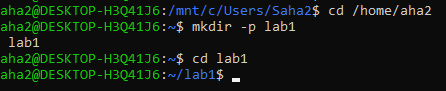 aha2@DESKTOP-H3Q41J6:/mnt/c/Users/Saha2$ cd /home/aha2
aha2@DESKTOP-H3Q41J6:~$ mkdir -p lab1
 lab1
aha2@DESKTOP-H3Q41J6:~$ cd lab1
aha2@DESKTOP-H3Q41J6:~/lab1$